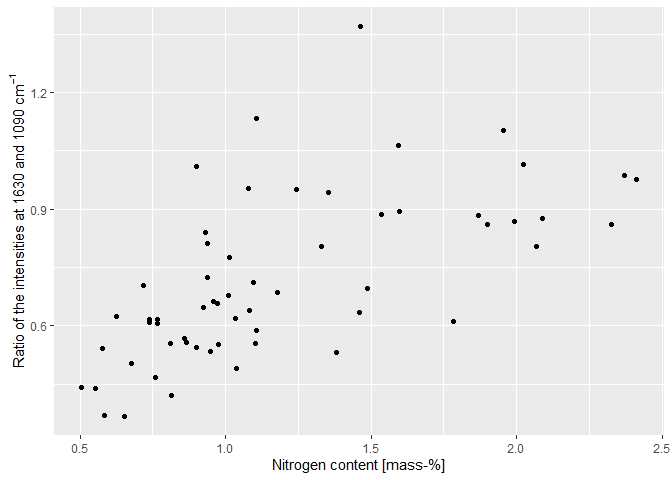 Ratio of the intensities at 1630 and 1090 cm⁻¹
1.2
0.9
0.6
0.5 1.0 1.5 2.0 2.5
Nitrogen content [mass-%]